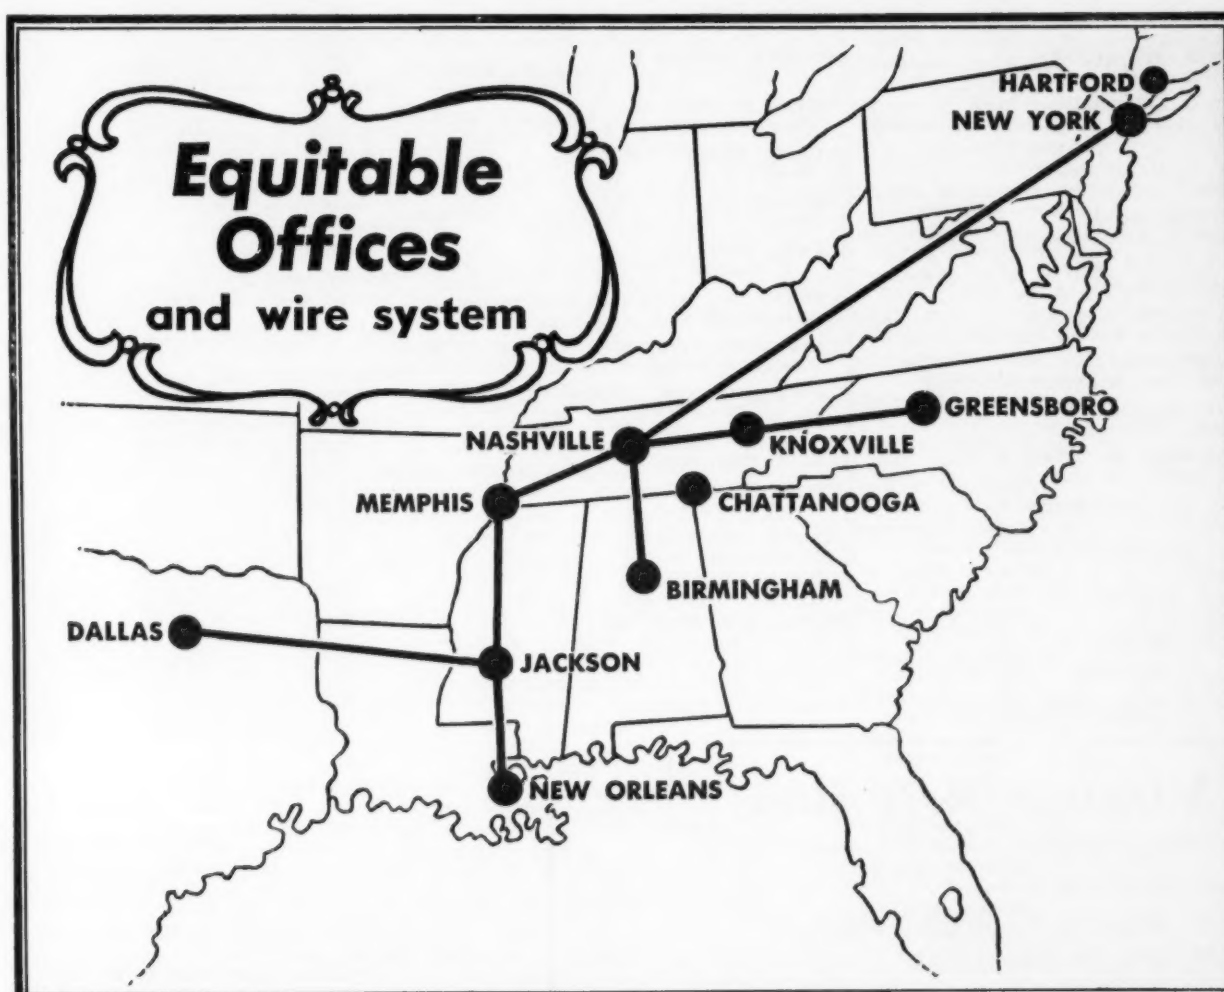 Equitable
Offices
and wire system
HARTFORD
NEW YORK
GREENSBORO
NASHVILLE
KNOXVILLE
MEMPHIS
CHATTANOOGA
BIRMINGHAM
DALLAS
JACKSON
NEW ORLEANS